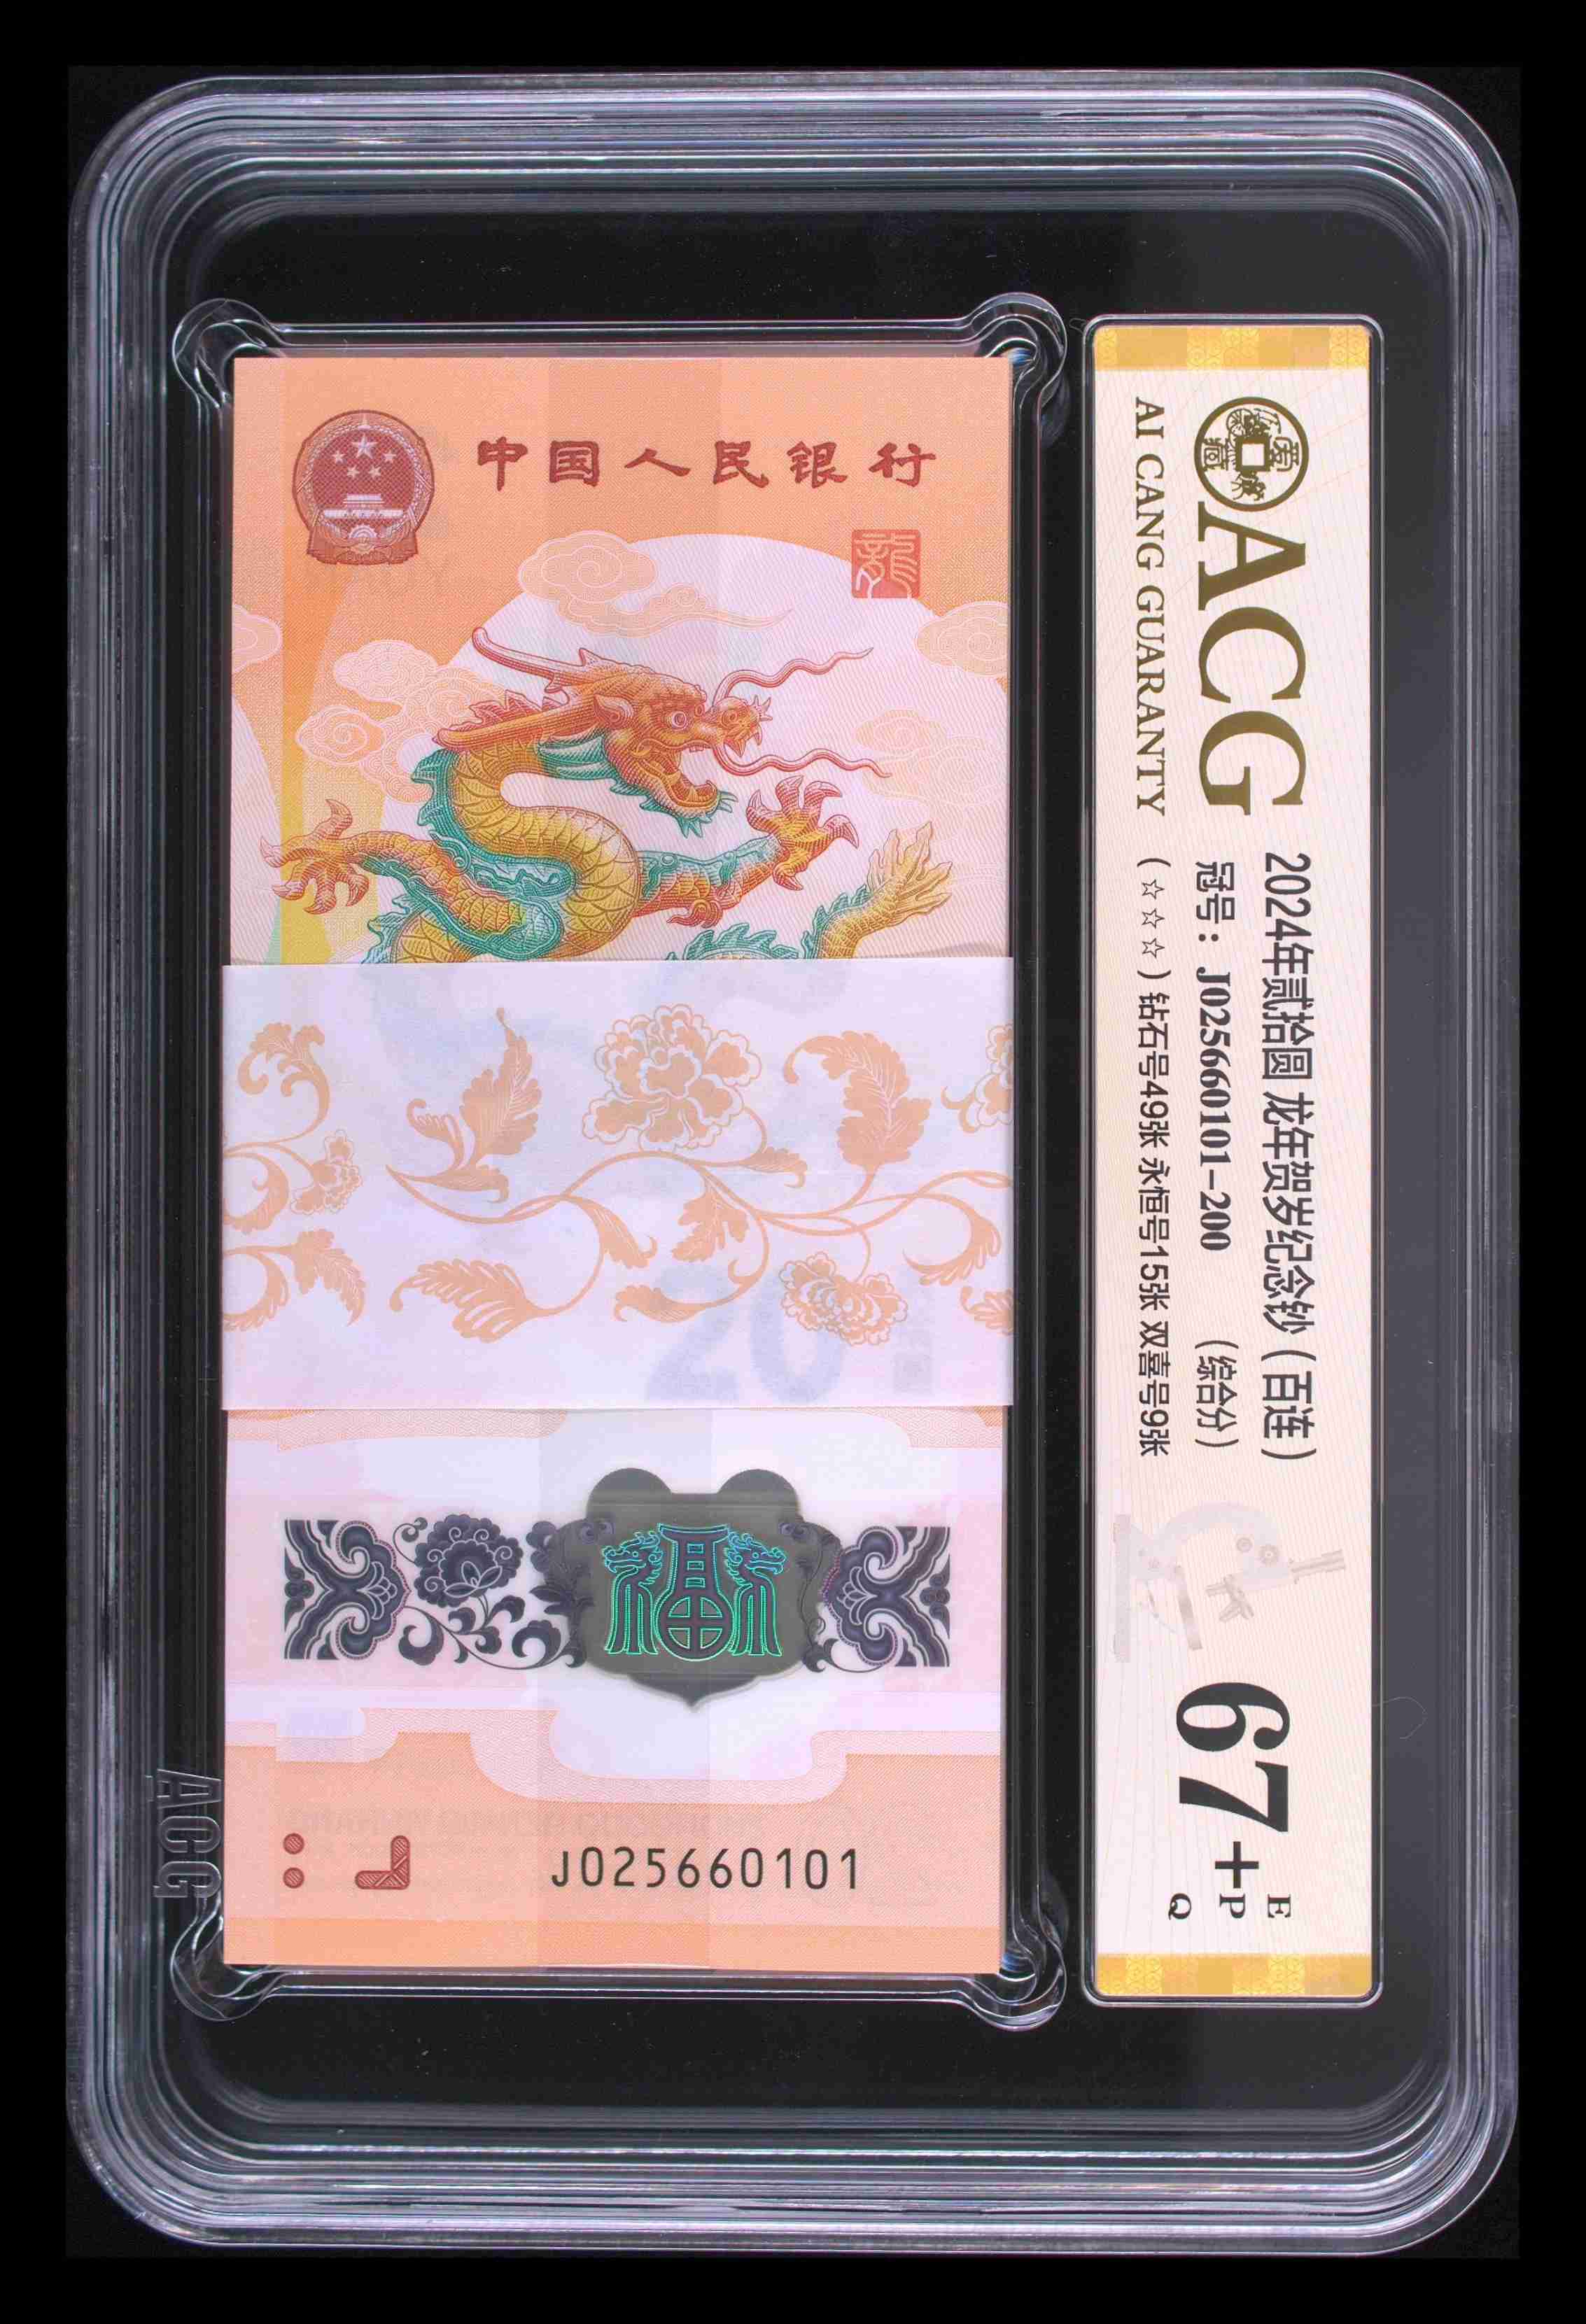 中国人民银行
龍
20
J025660101
ACG
ACG
AI CANG GUARANTY
2024年贰拾圆 龙年贺岁纪念钞（百连）
冠号：J025660101-200 （综合分）
（☆☆☆）钻石号49张 永恒号15张 双喜号9张
67+
E
P
Q